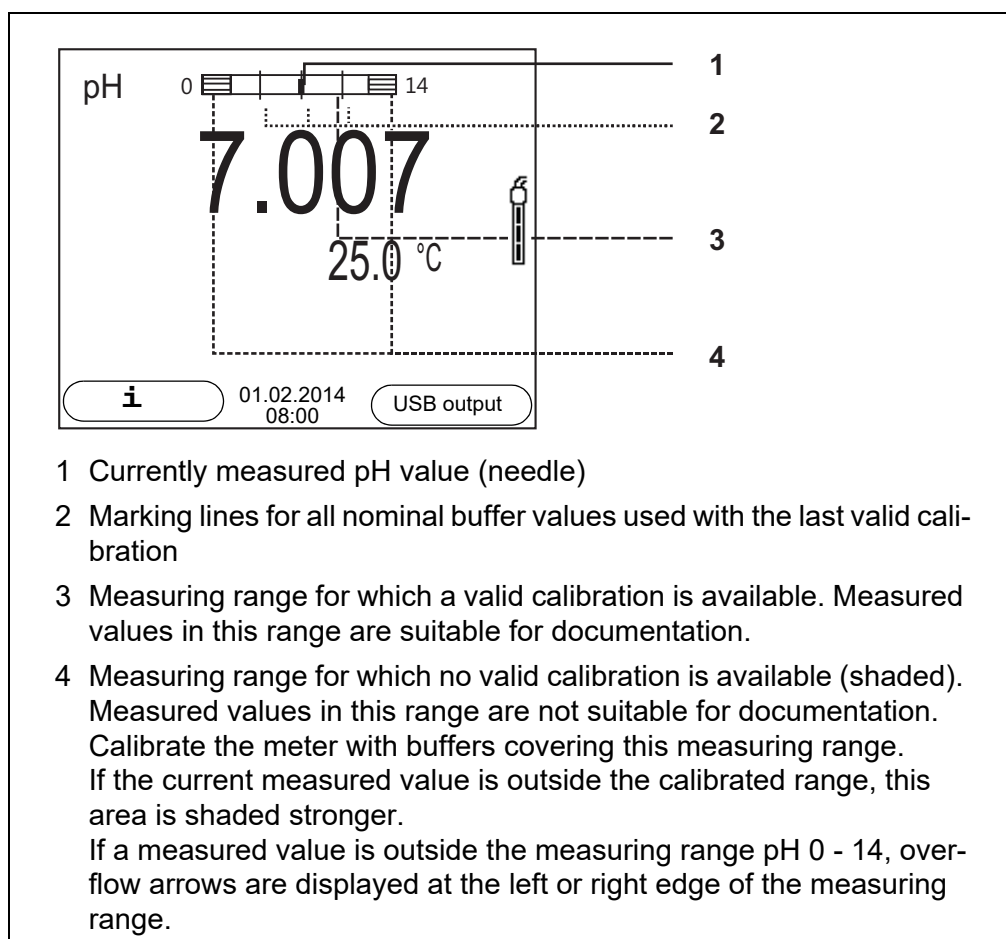 pH 0 14 1
2
7.007
3
25.0 °C
4
i 01.02.2014 USB output
08:00
1 Currently measured pH value (needle)
2 Marking lines for all nominal buffer values used with the last valid cali-
bration
3 Measuring range for which a valid calibration is available. Measured
values in this range are suitable for documentation.
4 Measuring range for which no valid calibration is available (shaded).
Measured values in this range are not suitable for documentation.
Calibrate the meter with buffers covering this measuring range.
If the current measured value is outside the calibrated range, this
area is shaded stronger.
If a measured value is outside the measuring range pH 0 - 14, over-
flow arrows are displayed at the left or right edge of the measuring
range.